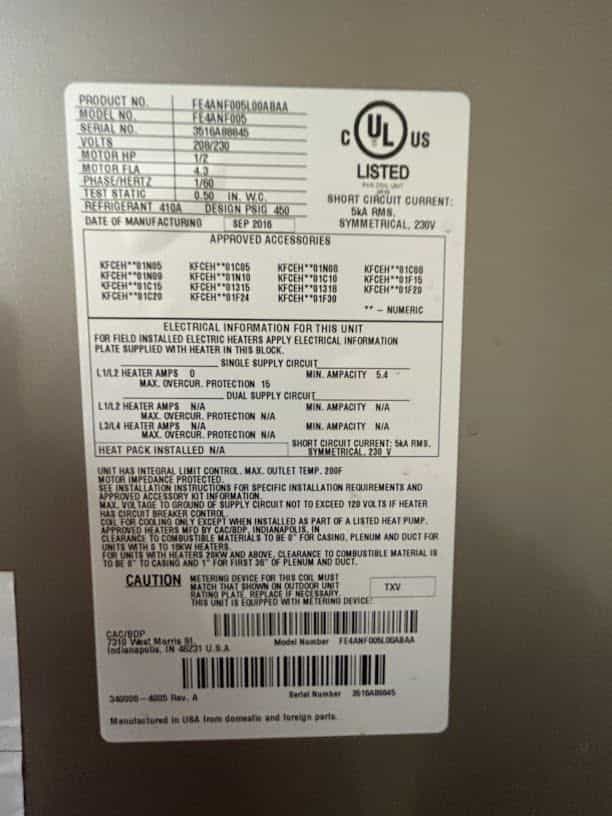 PRODUCT NO. FE4ANF005L00ABAA
MODEL NO. FE4ANF005
SERIAL NO. 3516A88645
VOLTS 208/230
MOTOR HP 1/2
MOTOR FLA 4.3
PHASE/HERTZ 1/60
TEST STATIC 0.50 IN. W.C.
REFRIGERANT 410A DESIGN PSIG 450
DATE OF MANUFACTURING SEP 2016
C UL US
LISTED
FAN COIL UNIT
SHORT CIRCUIT CURRENT:
5kA RMS,
SYMMETRICAL, 230V
APPROVED ACCESSORIES
KFCEH**01N05 KFCEH**01C05 KFCEH**01N08 KFCEH**01C08
KFCEH**01N09 KFCEH**01N10 KFCEH**01C10 KFCEH**01F15
KFCEH**01C15 KFCEH**01315 KFCEH**01318 KFCEH**01F20
KFCEH**01C20 KFCEH**01F24 KFCEH**01F30
** - NUMERIC
ELECTRICAL INFORMATION FOR THIS UNIT
FOR FIELD INSTALLED ELECTRIC HEATERS APPLY ELECTRICAL INFORMATION
PLATE SUPPLIED WITH HEATER IN THIS BLOCK.
SINGLE SUPPLY CIRCUIT
L1/L2 HEATER AMPS 0 MIN. AMPACITY 5.4
MAX. OVERCUR. PROTECTION 15
DUAL SUPPLY CIRCUIT
L1/L2 HEATER AMPS N/A MIN. AMPACITY N/A
MAX. OVERCUR. PROTECTION N/A
L3/L4 HEATER AMPS N/A MIN. AMPACITY N/A
MAX. OVERCUR. PROTECTION N/A
HEAT PACK INSTALLED N/A SHORT CIRCUIT CURRENT: 5kA RMS,
SYMMETRICAL, 230 V
UNIT HAS INTEGRAL LIMIT CONTROL. MAX. OUTLET TEMP. 200F
MOTOR IMPEDANCE PROTECTED.
SEE INSTALLATION INSTRUCTIONS FOR SPECIFIC INSTALLATION REQUIREMENTS AND
APPROVED ACCESSORY KIT INFORMATION.
MAX. VOLTAGE TO GROUND OF SUPPLY CIRCUIT NOT TO EXCEED 120 VOLTS IF HEATER
HAS CIRCUIT BREAKER CONTROL.
COIL FOR COOLING ONLY EXCEPT WHEN INSTALLED AS PART OF A LISTED HEAT PUMP.
APPROVED HEATERS MFD BY CAC/BDP, INDIANAPOLIS, IN
CLEARANCE TO COMBUSTIBLE MATERIALS TO BE 0" FOR CASING, PLENUM AND DUCT FOR
UNITS WITH 0 TO 19KW HEATERS.
FOR UNITS WITH HEATERS 20KW AND ABOVE, CLEARANCE TO COMBUSTIBLE MATERIAL IS
TO BE 0" TO CASING AND 1" FOR FIRST 36" OF PLENUM AND DUCT.
CAUTION METERING DEVICE FOR THIS COIL MUST
MATCH THAT SHOWN ON OUTDOOR UNIT
RATING PLATE. REPLACE IF NECESSARY.
THIS UNIT IS EQUIPPED WITH METERING DEVICE:
TXV
CAC/BDP
7310 West Morris St.
Indianapolis, IN 46231 U.S.A
Model Number FE4ANF005L00ABAA
340008-4005 Rev. A Serial Number 3516A88645
Manufactured in USA from domestic and foreign parts.